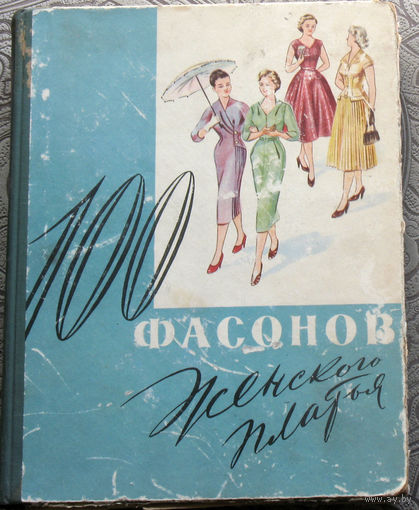 100
ФАСОНОВ
женского
платья
www.ay.by